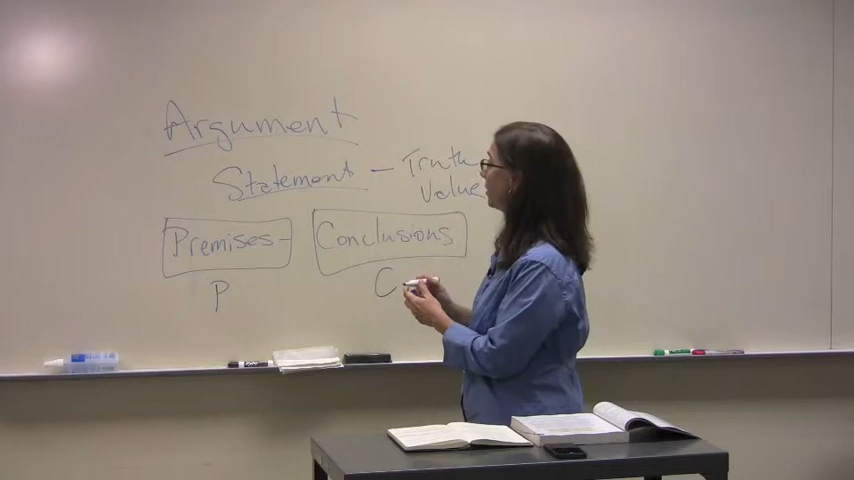 Argument
Statement - Truth
Value
Premises- Conclusions
P C